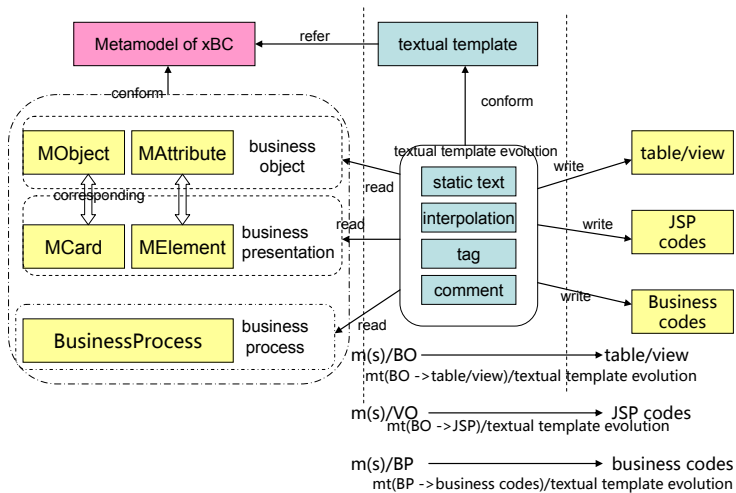 Metamodel of xBC
refer
textual template
conform
conform
textual template evolution
MObject
MAttribute
business
object
corresponding
read
static text
write
table/view
MCard
MElement
business
presentation
read
interpolation
tag
write
JSP
codes
comment
BusinessProcess
business
process
read
write
Business
codes
m(s)/BO
table/view
mt(BO ->table/view)/textual template evolution
m(s)/VO
JSP codes
mt(BO ->JSP)/textual template evolution
m(s)/BP
business codes
mt(BP ->business codes)/textual template evolution